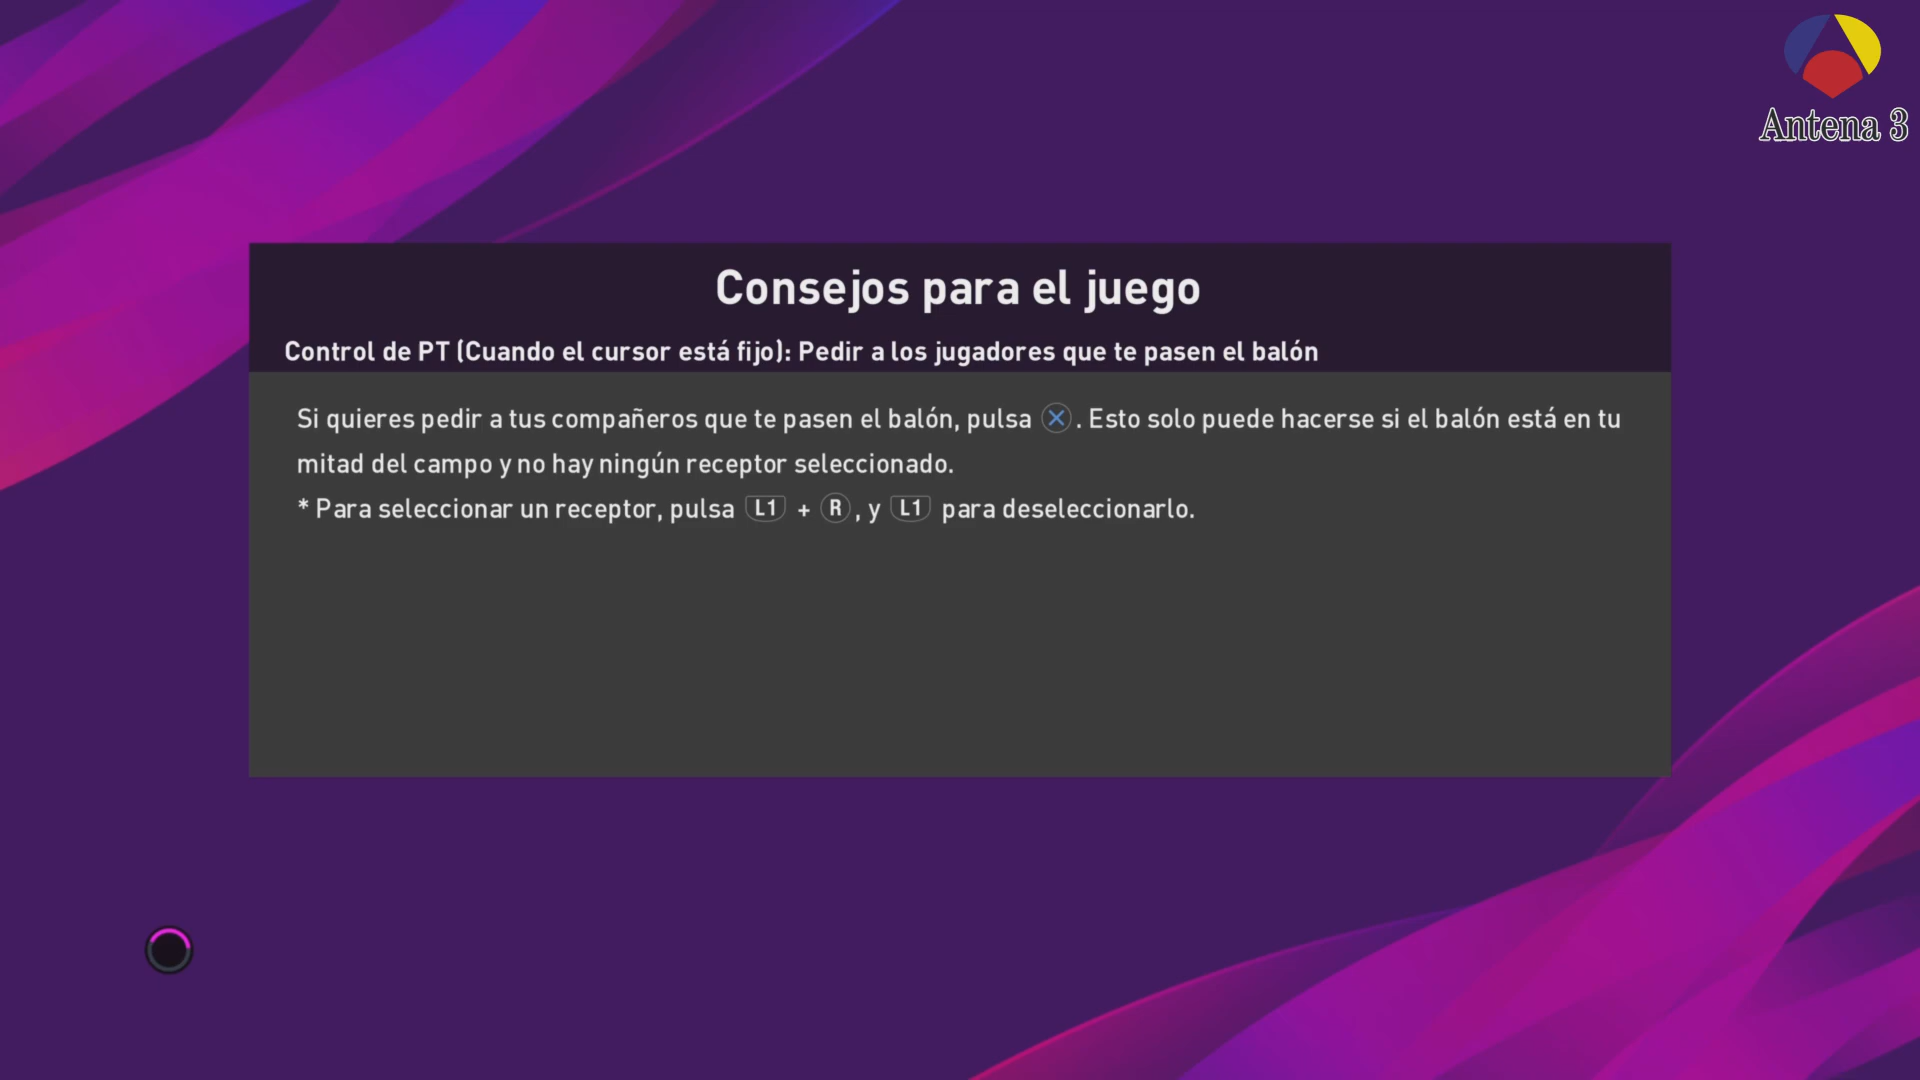 Antena 3
Consejos para el juego
Control de PT (Cuando el cursor está fijo): Pedir a los jugadores que te pasen el balón
Si quieres pedir a tus compañeros que te pasen el balón, pulsa ⓧ. Esto solo puede hacerse si el balón está en tu
mitad del campo y no hay ningún receptor seleccionado.
* Para seleccionar un receptor, pulsa L1 + R, y L1 para deseleccionarlo.